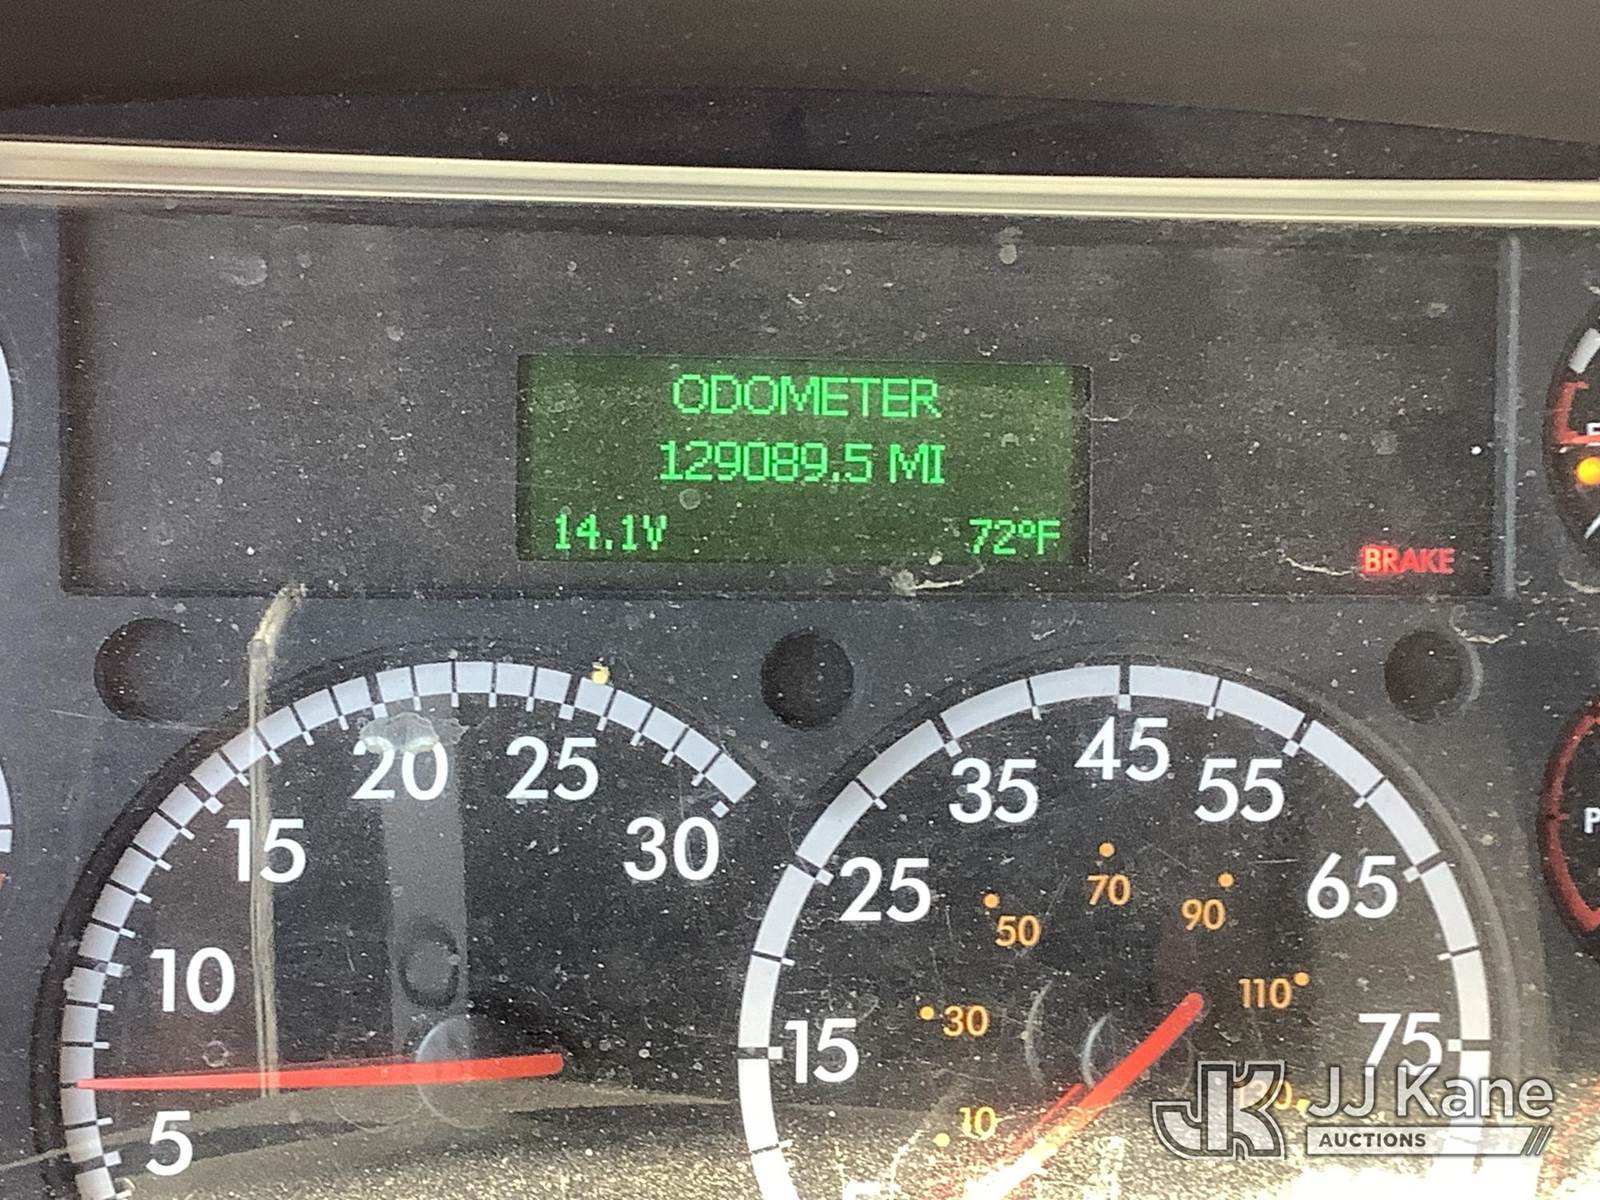 ODOMETER
129089.5 MI
14.1V 72°F
BRAKE
5 10 15 20 25 30
15 25 35 45 55 65 75
10 30 50 70 90 110
JJ Kane
AUCTIONS